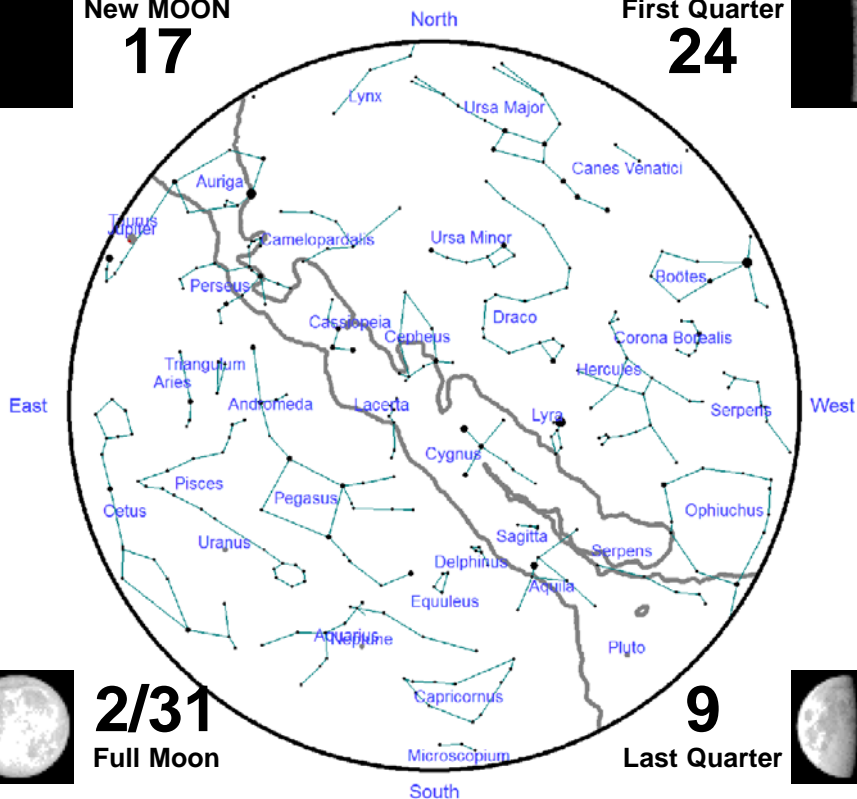 New MOON
17
North
First Quarter
24
Lynx
Ursa Major
Canes Venatici
Auriga
Taurus
Jupiter
Camelopardalis
Ursa Minor
Boötes
Perseus
Cassiopeia
Cepheus
Draco
Corona Borealis
Triangulum
Hercules
Aries
East
Andromeda
Lacerta
Lyra
Serpens
West
Cygnus
Pisces
Pegasus
Cetus
Ophiuchus
Uranus
Sagitta
Serpens
Delphinus
Aquila
Equuleus
Aquarius
Neptune
Pluto
Capricornus
Microscopium
2/31
Full Moon
9
Last Quarter
South